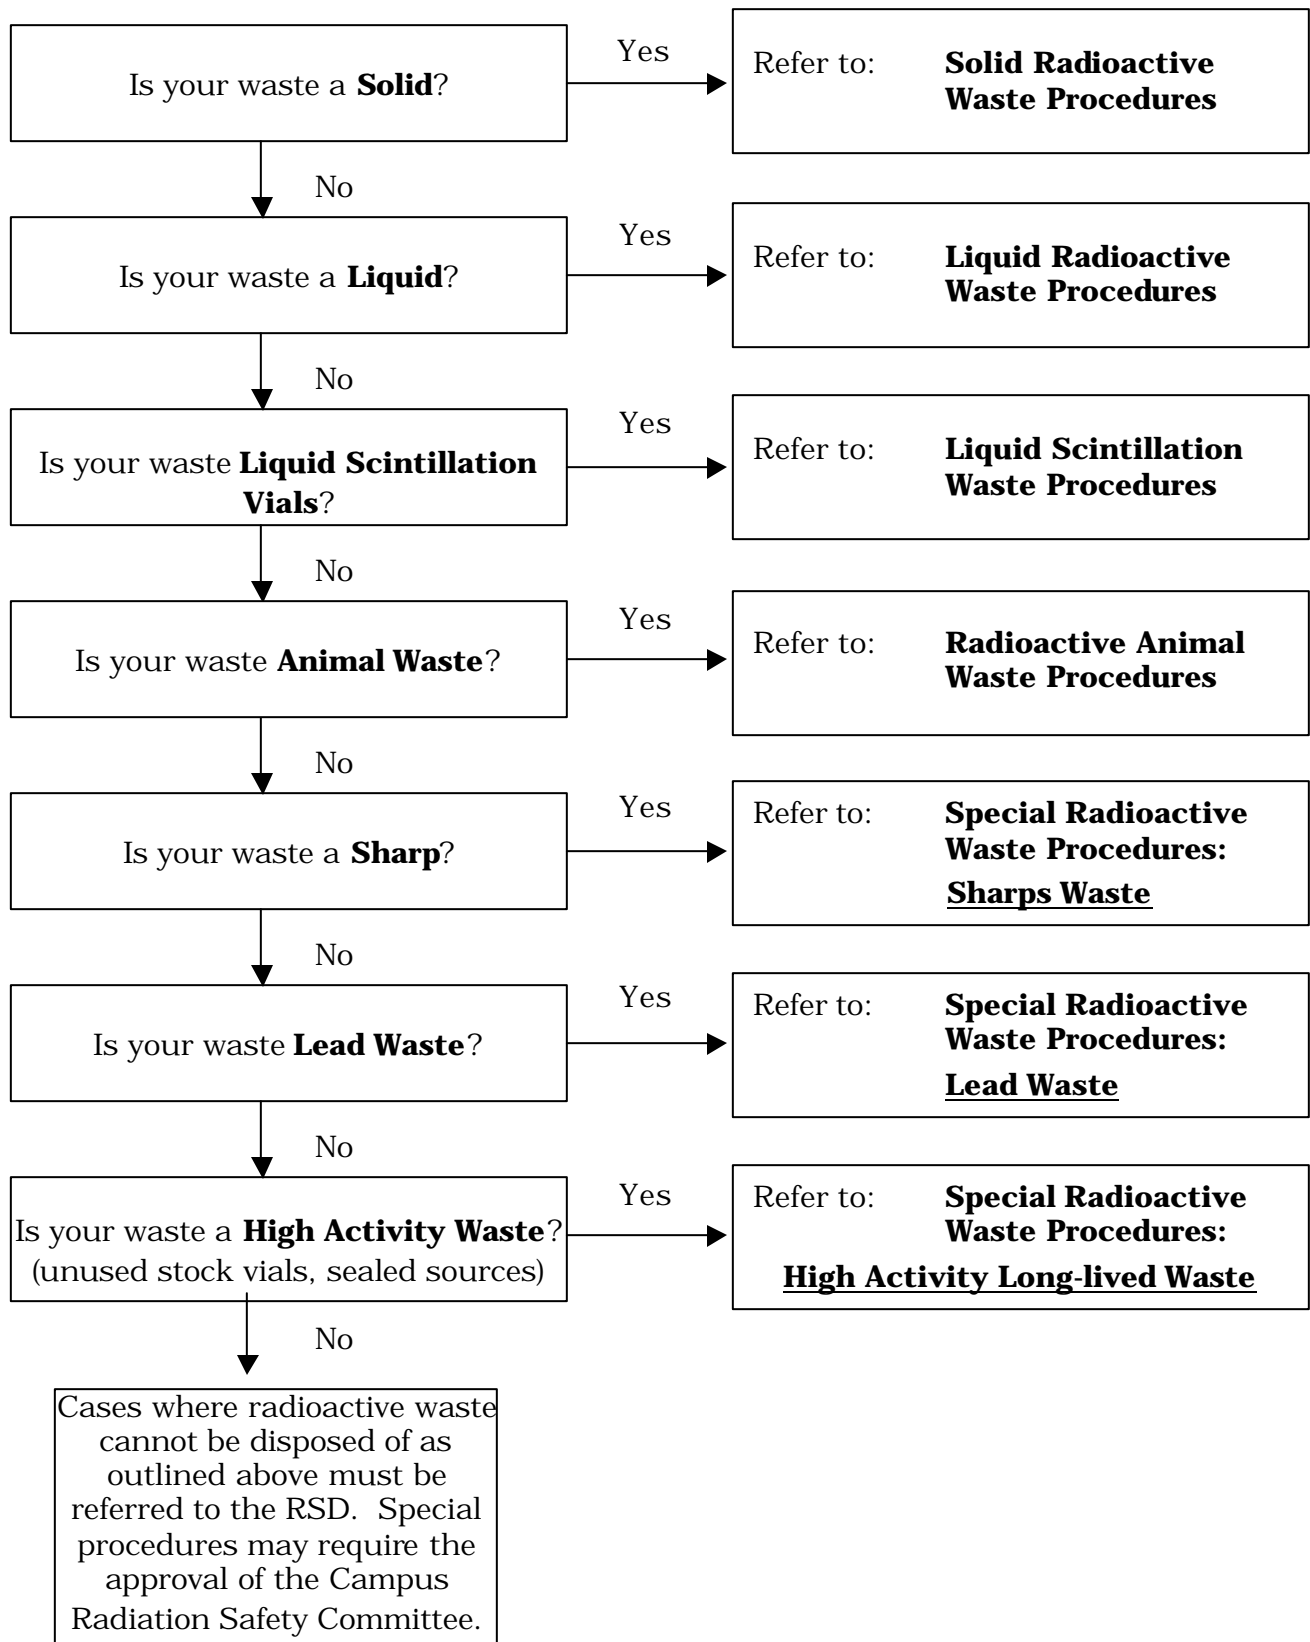 Is your waste a Solid?
Yes
Refer to: Solid Radioactive
Waste Procedures
No
Is your waste a Liquid?
Yes
Refer to: Liquid Radioactive
Waste Procedures
No
Is your waste Liquid Scintillation
Vials?
Yes
Refer to: Liquid Scintillation
Waste Procedures
No
Is your waste Animal Waste?
Yes
Refer to: Radioactive Animal
Waste Procedures
No
Is your waste a Sharp?
Yes
Refer to: Special Radioactive
Waste Procedures:
Sharps Waste
No
Is your waste Lead Waste?
Yes
Refer to: Special Radioactive
Waste Procedures:
Lead Waste
No
Is your waste a High Activity Waste?
(unused stock vials, sealed sources)
Yes
Refer to: Special Radioactive
Waste Procedures:
High Activity Long-lived Waste
No
Cases where radioactive waste
cannot be disposed of as
outlined above must be
referred to the RSD. Special
procedures may require the
approval of the Campus
Radiation Safety Committee.